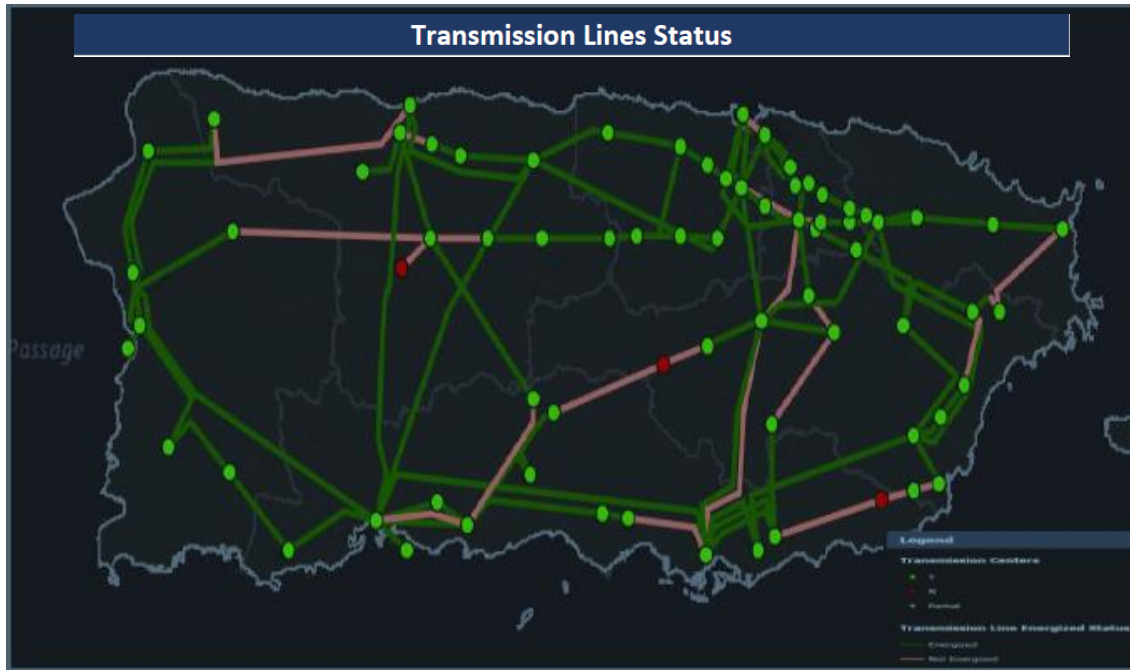 Transmission Lines Status
Passage
Legend
Transmission Centers
Y
N
Partial
Transmission Line Energized Status
Energized
Not Energized